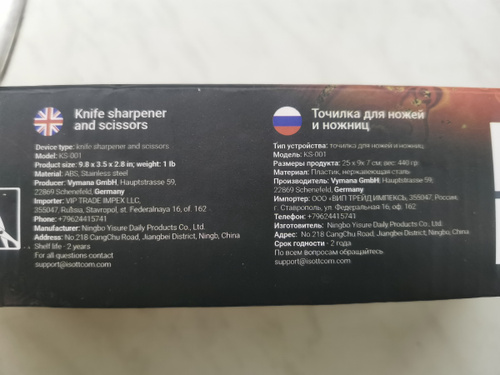 Knife sharpener
and scissors
Device type: knife sharpener and scissors
Model: KS-001
Product size: 9.8 x 3.5 x 2.8 in; weight: 1 lb
Material: ABS, Stainless steel
Producer: Vymana GmbH, Hauptstrasse 59,
22869 Schenefeld, Germany
Importer: VIP TRADE IMPEX LLC,
355047, Russia, Stavropol, st. Federalnaya 16, of. 162
Phone: +79624415741
Manufacturer: Ningbo Yisure Daily Products Co., Ltd.
Address: No 218 CangChu Road, Jiangbei District, Ningb, China
Shelf life - 2 years
For all questions contact
support@isottcom.com
Точилка для ножей
и ножниц
Тип устройства: точилка для ножей и ножниц
Модель: KS-001
Размеры продукта: 25 x 9x 7 см; вес: 440 гр
Материал: Пластик, нержавеющая сталь
Производитель: Vymana GmbH, Hauptstrasse 59,
22869 Schenefeld, Germany
Импортер: ООО «ВИП ТРЕЙД ИМПЕКС», 355047, Россия,
г. Ставрополь, ул. Федеральная 16, оф. 162
Телефон: +79624415741
Изготовитель: Ningbo Yisure Daily Products Co., Ltd.
Адрес: No 218 CangChu Road, Jiangbei District, Ningbo, China
Срок годности - 2 года
По всем вопросам обращайтесь
support@isottcom.com